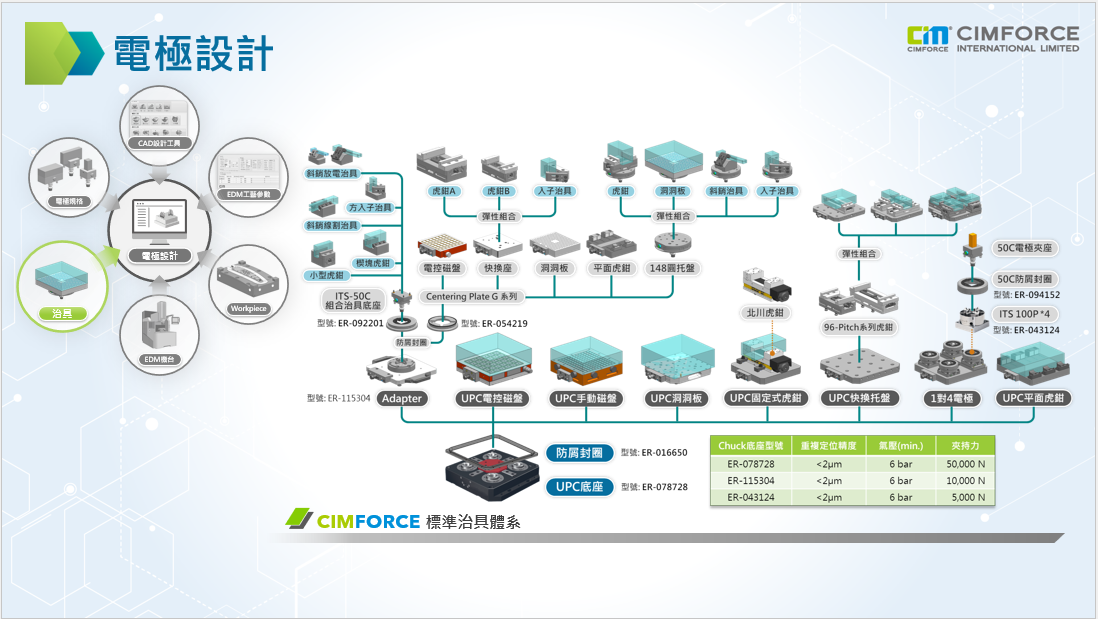 電極設計
CIM
CIMFORCE
CIMFORCE
INTERNATIONAL LIMITED
CAD設計工具
電極規格
EDM工藝參數
電極設計
治具
Workpiece
EDM機台
斜銷放電治具
方入子治具
斜銷線割治具
楔塊虎鉗
小型虎鉗
ITS-50C
組合治具底座
型號: ER-092201
虎鉗A
虎鉗B
入子治具
彈性組合
虎鉗
洞洞板
斜銷治具
入子治具
彈性組合
電控磁盤
快換座
洞洞板
平面虎鉗
148圓托盤
Centering Plate G 系列
型號: ER-054219
防屑封圈
北川虎鉗
彈性組合
96-Pitch系列虎鉗
50C電極夾座
50C防屑封圈
型號: ER-094152
ITS 100P *4
型號: ER-043124
型號: ER-115304
Adapter
UPC電控磁盤
UPC手動磁盤
UPC洞洞板
UPC固定式虎鉗
UPC快換托盤
1對4電極
UPC平面虎鉗
防屑封圈
型號: ER-016650
UPC底座
型號: ER-078728
Chuck底座型號 重複定位精度 氣壓(min.) 夾持力
ER-078728 <2μm 6 bar 50,000 N
ER-115304 <2μm 6 bar 10,000 N
ER-043124 <2μm 6 bar 5,000 N
CIMFORCE 標準治具體系